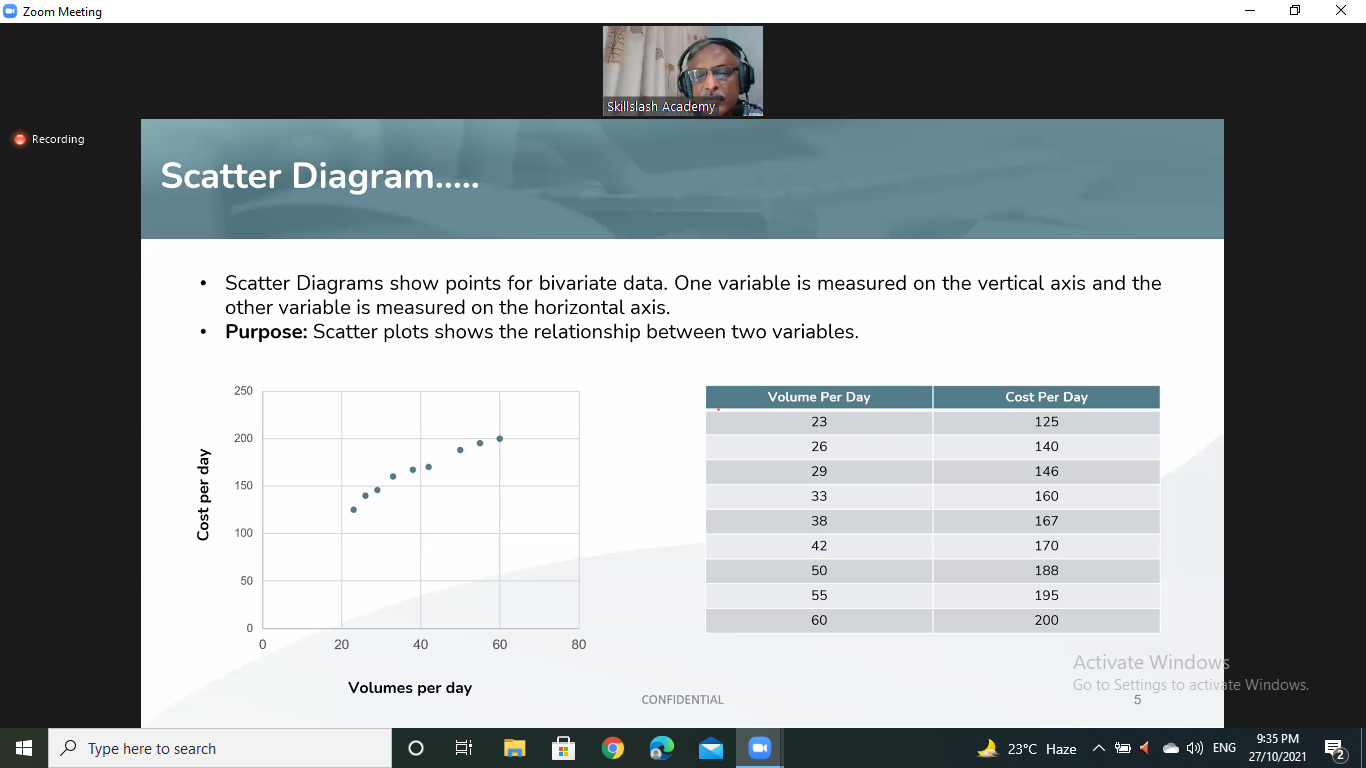 Zoom Meeting
Skillslash Academy
Recording
Scatter Diagram.....
• Scatter Diagrams show points for bivariate data. One variable is measured on the vertical axis and the
other variable is measured on the horizontal axis.
• Purpose: Scatter plots shows the relationship between two variables.
250
200
150
100
50
0
Cost per day
0 20 40 60 80
Volumes per day
Volume Per Day Cost Per Day
23 125
26 140
29 146
33 160
38 167
42 170
50 188
55 195
60 200
Activate Windows
Go to Settings to activate Windows.
CONFIDENTIAL 5
Type here to search
23°C Haze
ENG
9:35 PM
27/10/2021
2